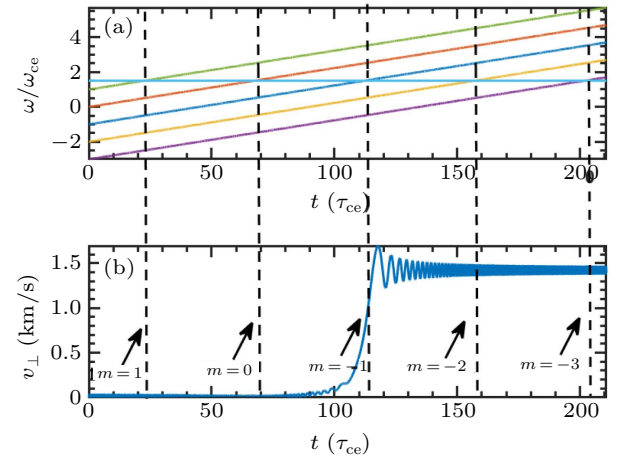 (a)
ω/ω_ce
4
2
0
−2
0 50 100 150 200
t (τ_ce)
(b)
v_⊥ (km/s)
1.5
1.0
0.5
0
m = 1 m = 0 m = −1 m = −2 m = −3
0 50 100 150 200
t (τ_ce)